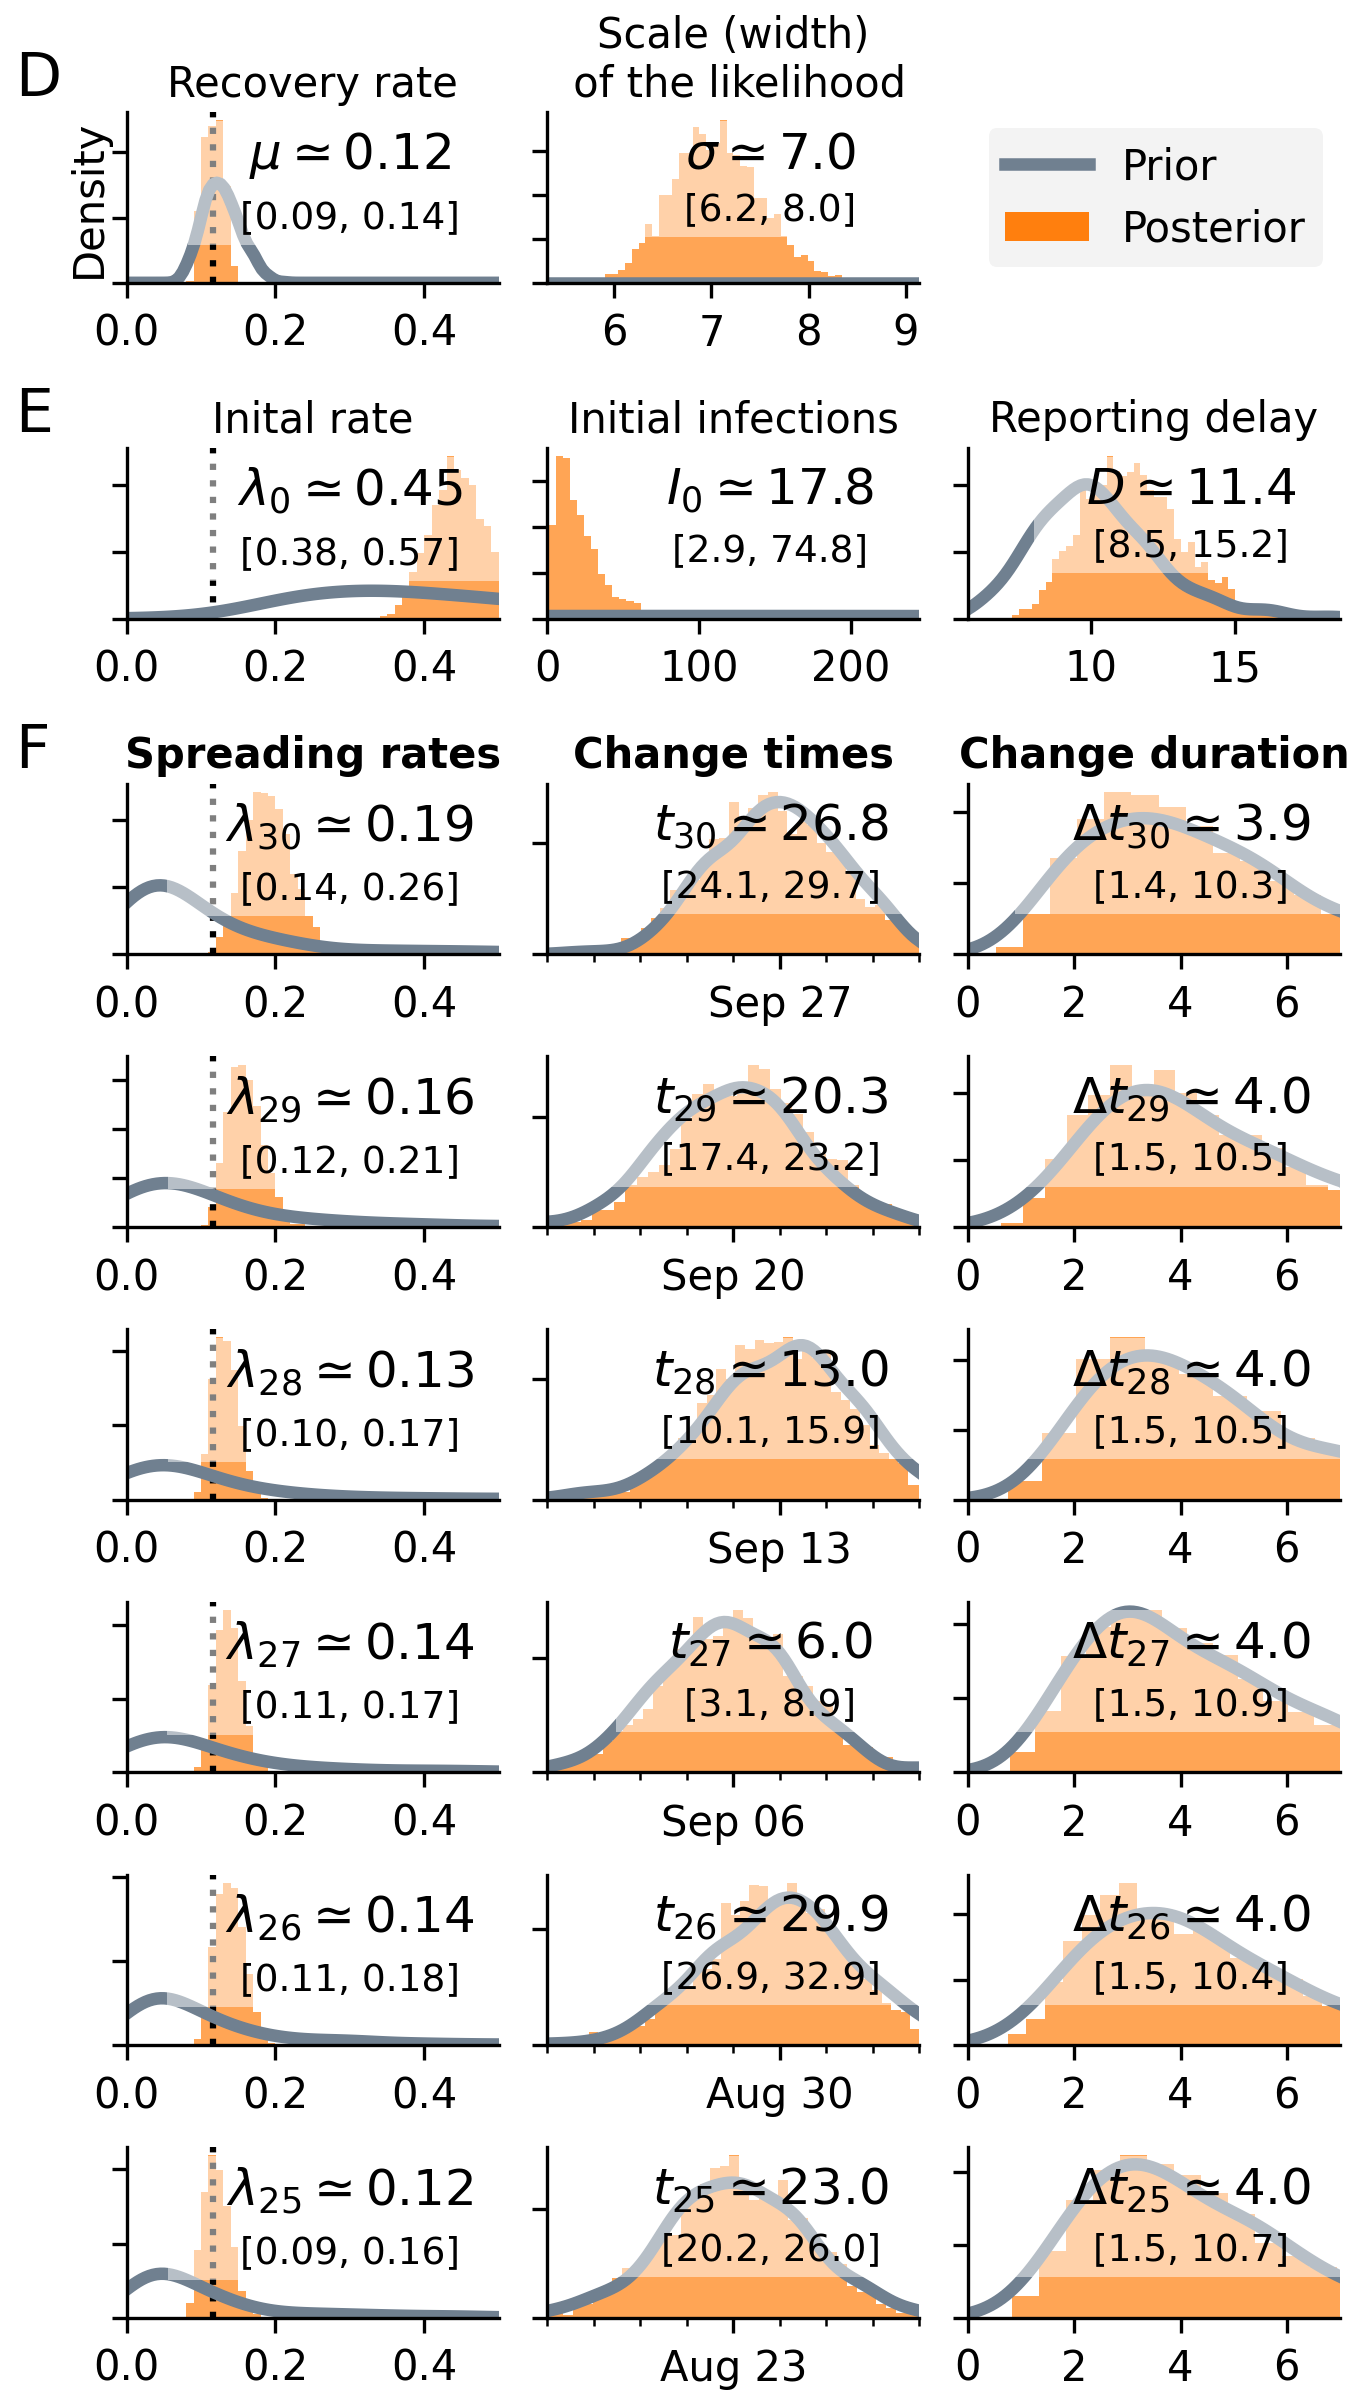 D
Recovery rate
Scale (width)
of the likelihood
Density
μ ≃ 0.12
[0.09, 0.14]
0.0 0.2 0.4
σ ≃ 7.0
[6.2, 8.0]
6 7 8 9
Prior
Posterior
E
Inital rate
Initial infections
Reporting delay
λ₀ ≃ 0.45
[0.38, 0.57]
0.0 0.2 0.4
I₀ ≃ 17.8
[2.9, 74.8]
0 100 200
D ≃ 11.4
[8.5, 15.2]
10 15
F
Spreading rates
Change times
Change duration
λ₃₀ ≃ 0.19
[0.14, 0.26]
0.0 0.2 0.4
t₃₀ ≃ 26.8
[24.1, 29.7]
Sep 27
Δt₃₀ ≃ 3.9
[1.4, 10.3]
0 2 4 6
λ₂₉ ≃ 0.16
[0.12, 0.21]
0.0 0.2 0.4
t₂₉ ≃ 20.3
[17.4, 23.2]
Sep 20
Δt₂₉ ≃ 4.0
[1.5, 10.5]
0 2 4 6
λ₂₈ ≃ 0.13
[0.10, 0.17]
0.0 0.2 0.4
t₂₈ ≃ 13.0
[10.1, 15.9]
Sep 13
Δt₂₈ ≃ 4.0
[1.5, 10.5]
0 2 4 6
λ₂₇ ≃ 0.14
[0.11, 0.17]
0.0 0.2 0.4
t₂₇ ≃ 6.0
[3.1, 8.9]
Sep 06
Δt₂₇ ≃ 4.0
[1.5, 10.9]
0 2 4 6
λ₂₆ ≃ 0.14
[0.11, 0.18]
0.0 0.2 0.4
t₂₆ ≃ 29.9
[26.9, 32.9]
Aug 30
Δt₂₆ ≃ 4.0
[1.5, 10.4]
0 2 4 6
λ₂₅ ≃ 0.12
[0.09, 0.16]
0.0 0.2 0.4
t₂₅ ≃ 23.0
[20.2, 26.0]
Aug 23
Δt₂₅ ≃ 4.0
[1.5, 10.7]
0 2 4 6